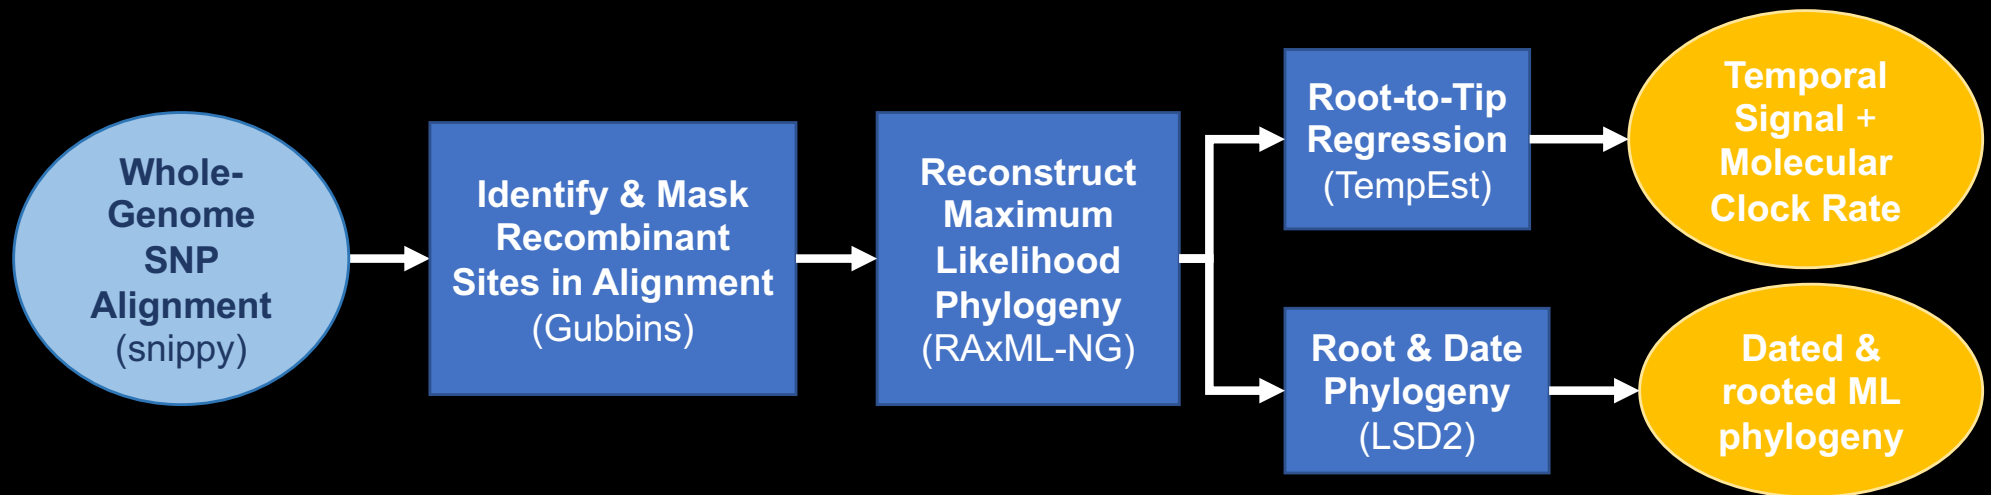 Whole-
Genome
SNP
Alignment
(snippy)
Identify & Mask
Recombinant
Sites in Alignment
(Gubbins)
Reconstruct
Maximum
Likelihood
Phylogeny
(RAxML-NG)
Root-to-Tip
Regression
(TempEst)
Temporal
Signal +
Molecular
Clock Rate
Root & Date
Phylogeny
(LSD2)
Dated &
rooted ML
phylogeny